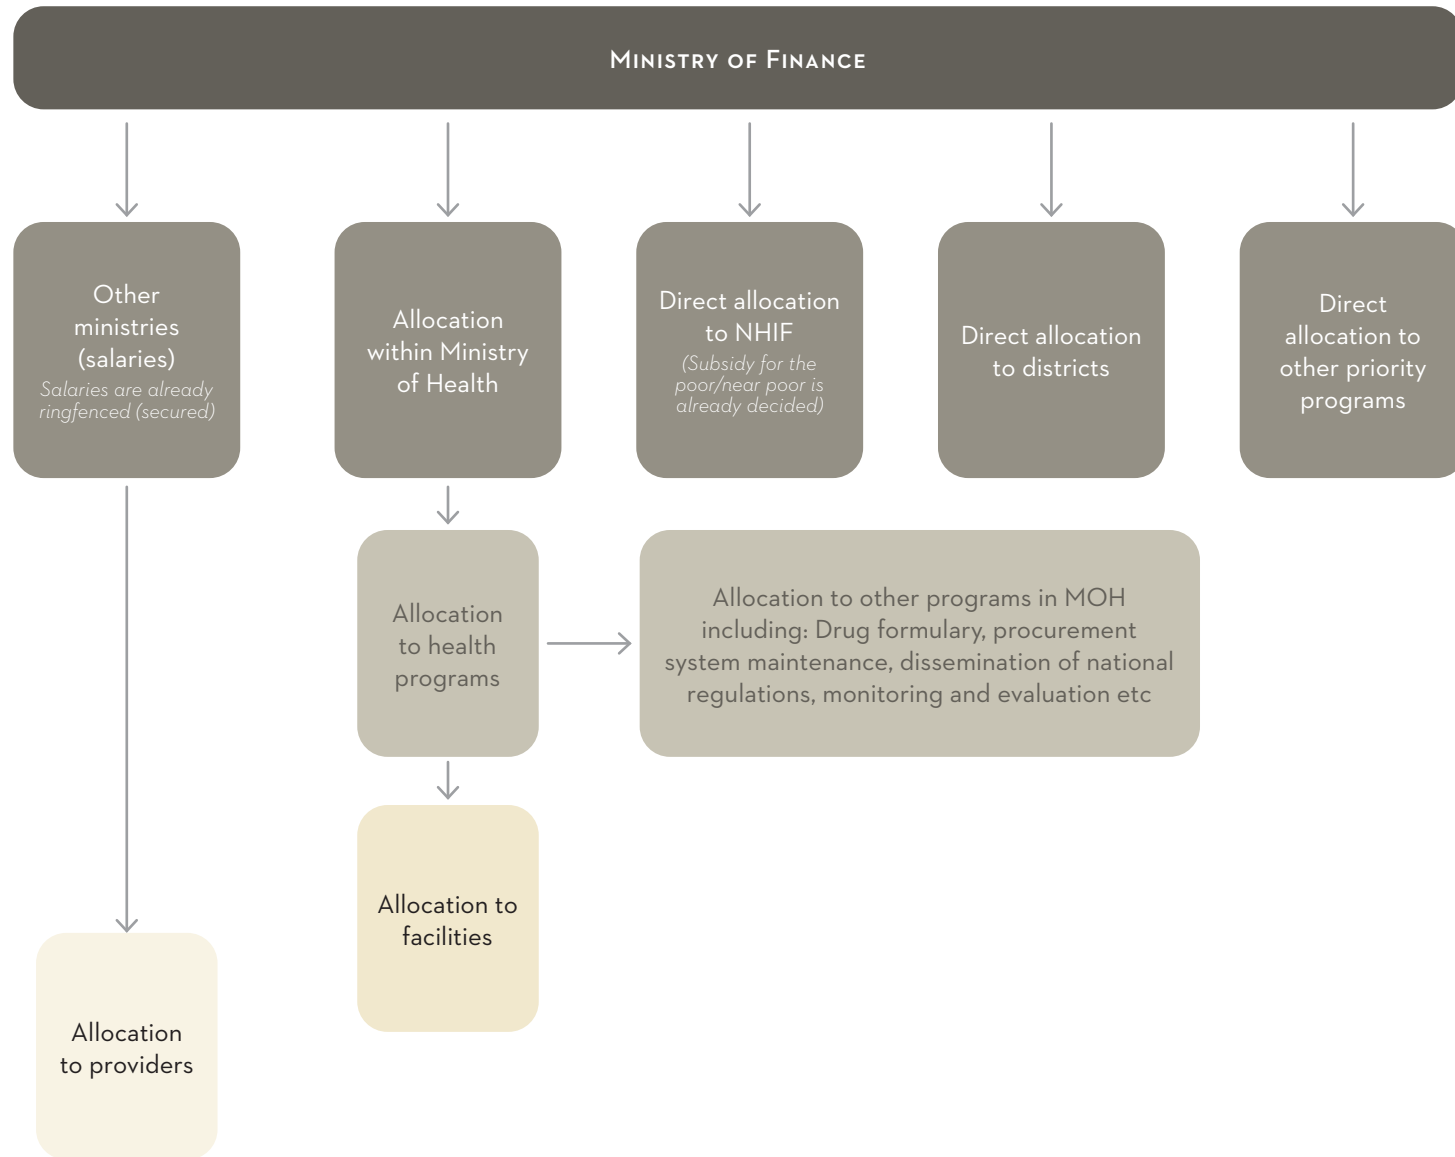 MINISTRY OF FINANCE
Other
ministries
(salaries)
Salaries are already
ringfenced (secured)
Allocation
within Ministry
of Health
Direct allocation
to NHIF
(Subsidy for the
poor/near poor is
already decided)
Direct allocation
to districts
Direct
allocation to
other priority
programs
Allocation
to health
programs
Allocation to other programs in MOH
including: Drug formulary, procurement
system maintenance, dissemination of national
regulations, monitoring and evaluation etc
Allocation to
facilities
Allocation
to providers